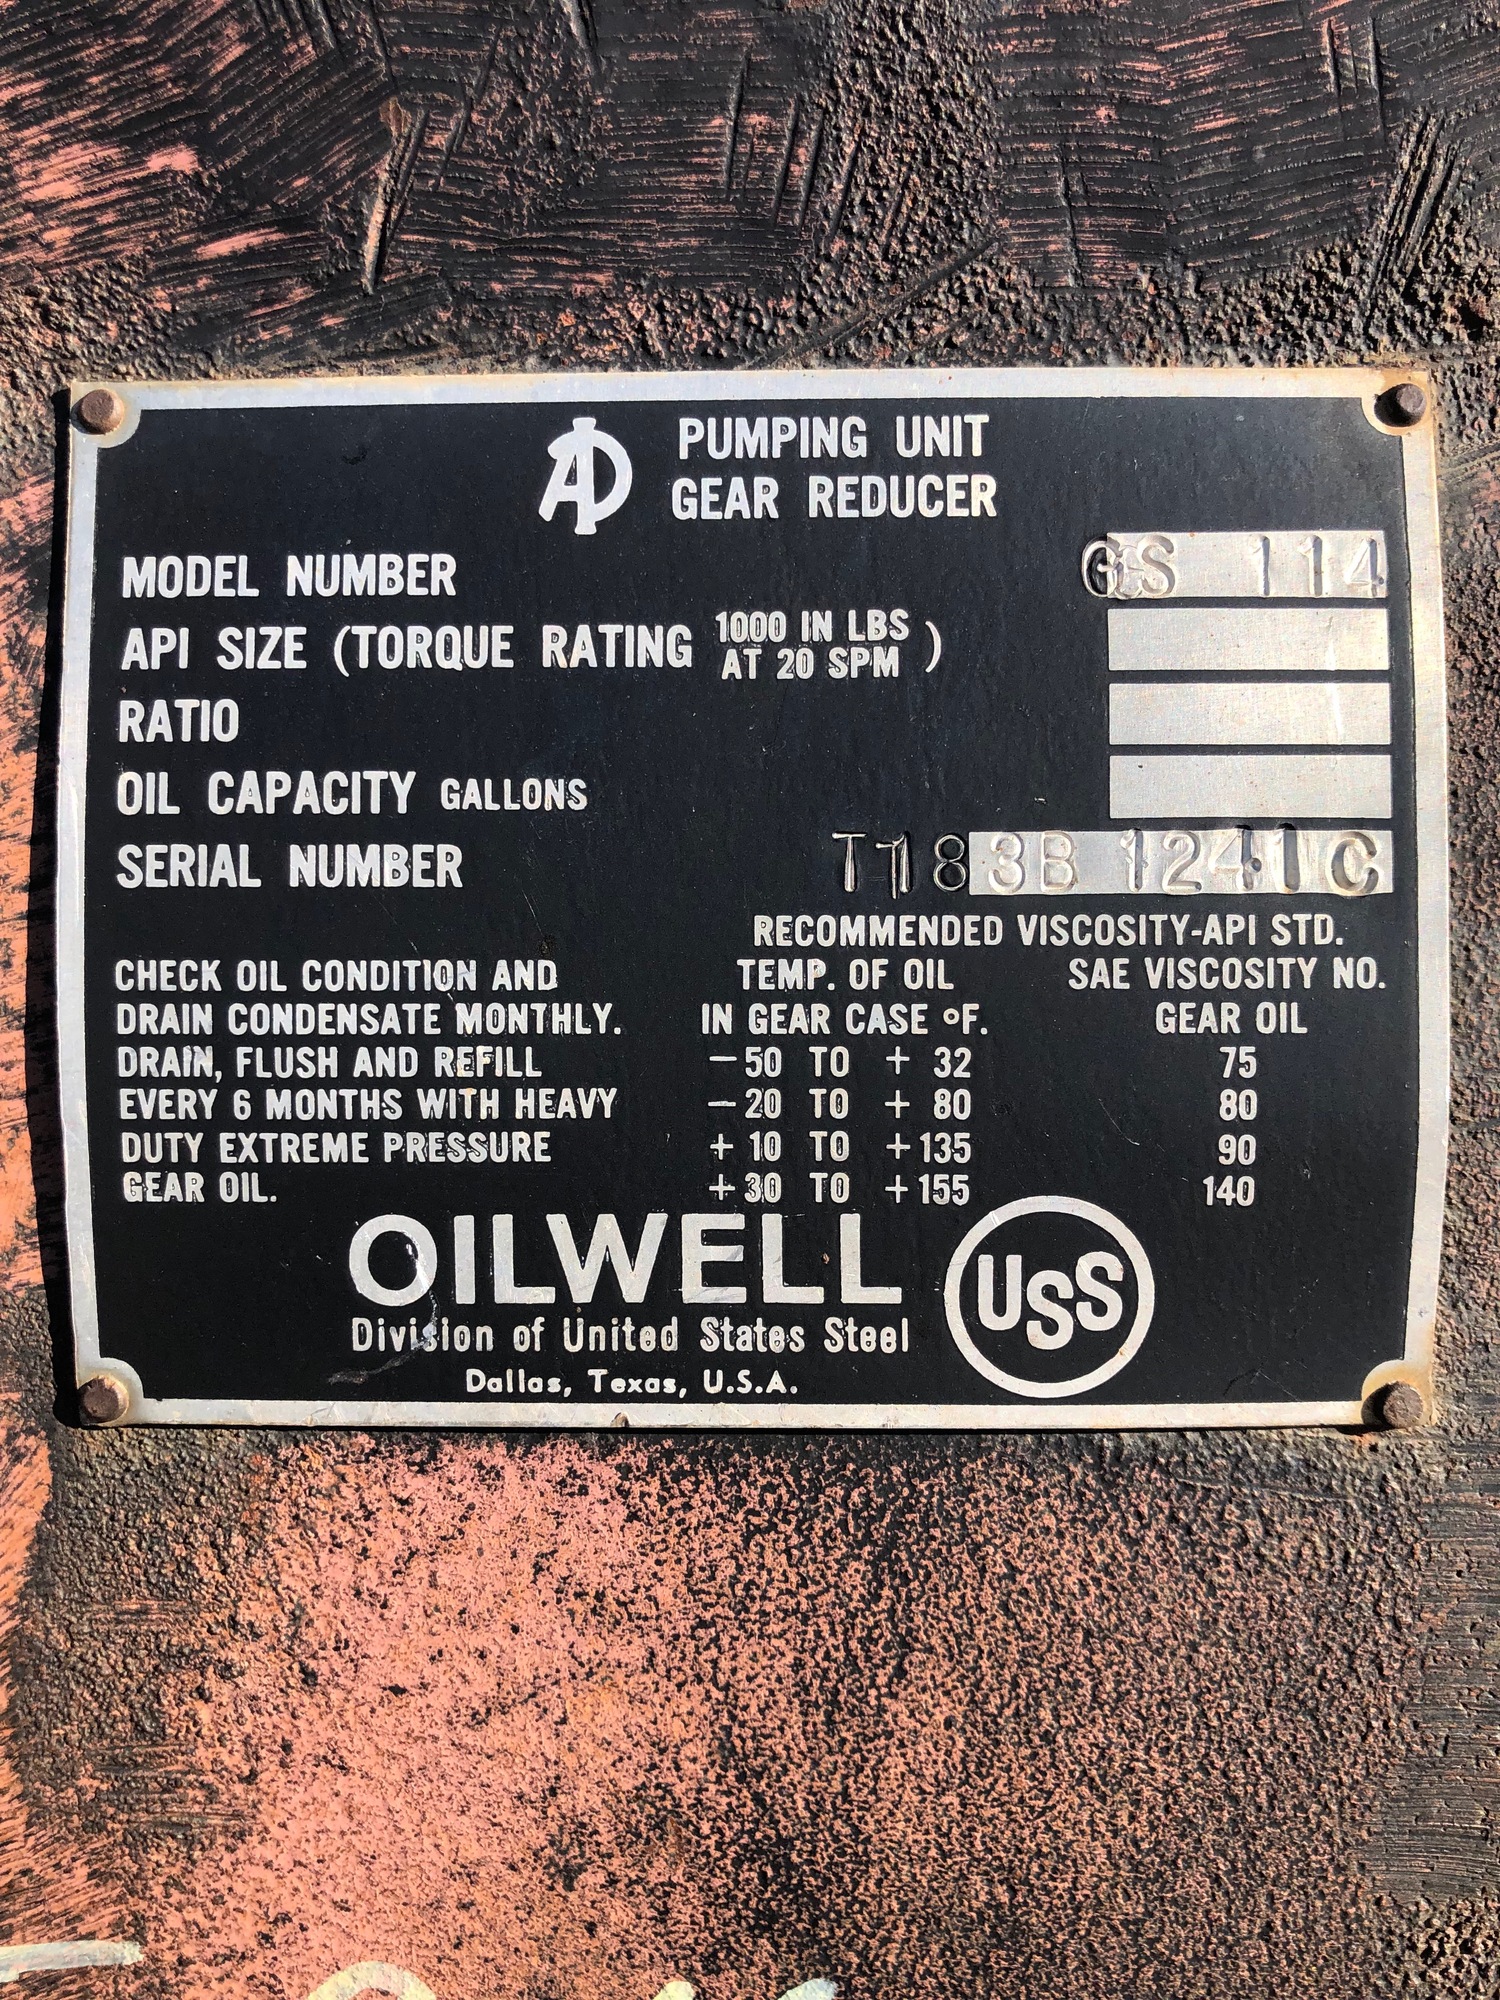 AD
PUMPING UNIT
GEAR REDUCER
MODEL NUMBER GS 114
API SIZE (TORQUE RATING 1000 IN LBS AT 20 SPM)
RATIO
OIL CAPACITY GALLONS
SERIAL NUMBER T183B 1241C
RECOMMENDED VISCOSITY-API STD.
CHECK OIL CONDITION AND TEMP. OF OIL SAE VISCOSITY NO.
DRAIN CONDENSATE MONTHLY. IN GEAR CASE °F. GEAR OIL
DRAIN, FLUSH AND REFILL −50 TO + 32 75
EVERY 6 MONTHS WITH HEAVY −20 TO + 80 80
DUTY EXTREME PRESSURE + 10 TO +135 90
GEAR OIL. +30 TO +155 140
OILWELL
Division of United States Steel
Dallas, Texas, U.S.A.
USS